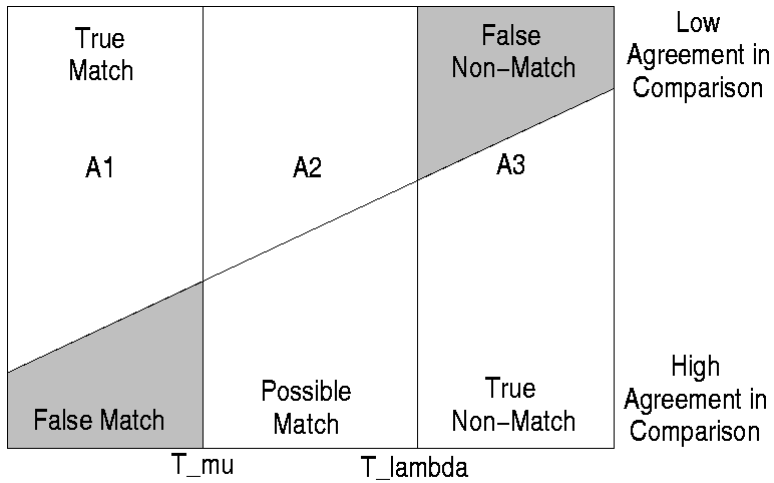 True
Match
False
Non-Match
Low
Agreement in
Comparison
A1
A2
A3
False Match
Possible
Match
True
Non-Match
High
Agreement in
Comparison
T_mu
T_lambda